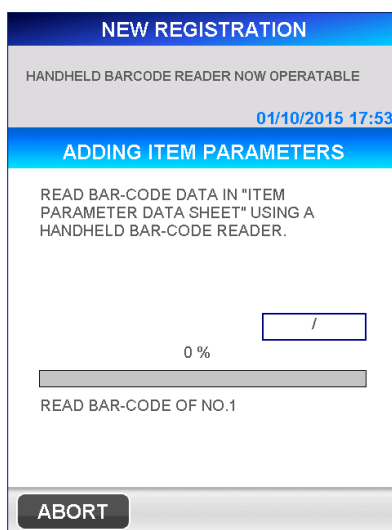 NEW REGISTRATION
HANDHELD BARCODE READER NOW OPERATABLE
01/10/2015 17:53
ADDING ITEM PARAMETERS
READ BAR-CODE DATA IN "ITEM
PARAMETER DATA SHEET" USING A
HANDHELD BAR-CODE READER.
/
0 %
READ BAR-CODE OF NO.1
ABORT